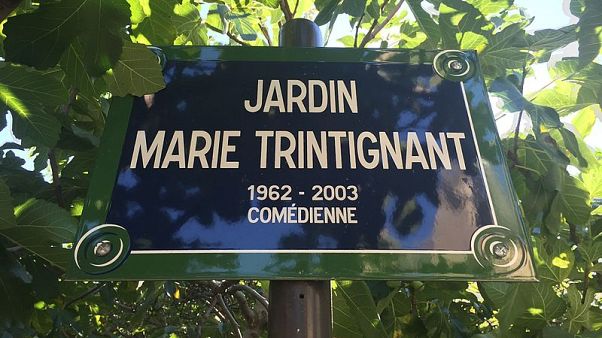 JARDIN
MARIE TRINTIGNANT
1962 - 2003
COMÉDIENNE